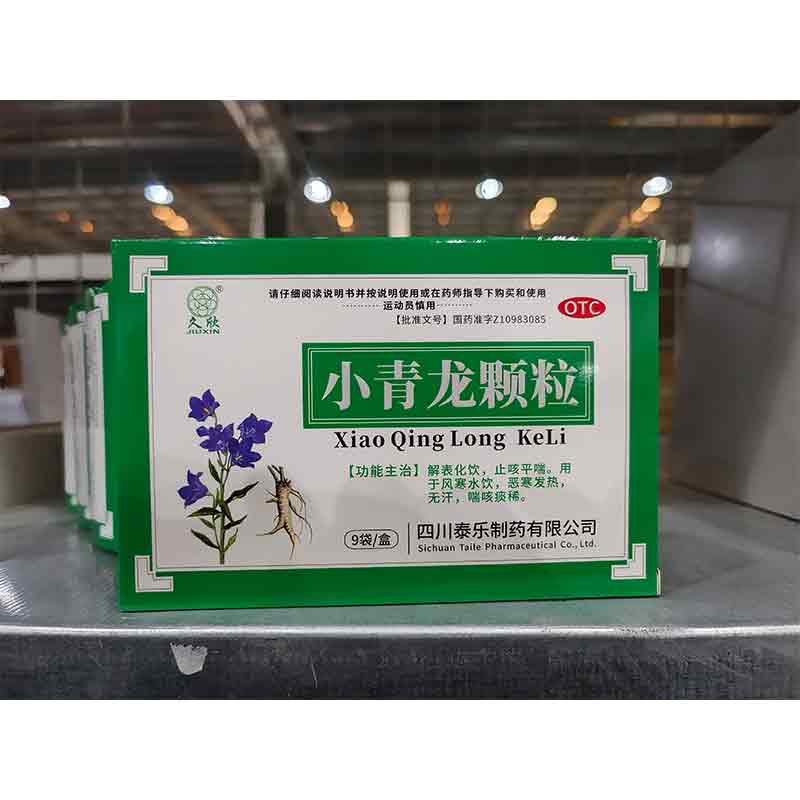 久欣®
JIUXIN
请仔细阅读说明书并按说明使用或在药师指导下购买和使用
运动员慎用
【批准文号】国药准字Z10983085
OTC
小青龙颗粒
Xiao Qing Long KeLi
【功能主治】解表化饮，止咳平喘。用
于风寒水饮，恶寒发热，
无汗，喘咳痰稀。
9袋/盒
四川泰乐制药有限公司
Sichuan Taile Pharmaceutical Co., Ltd.